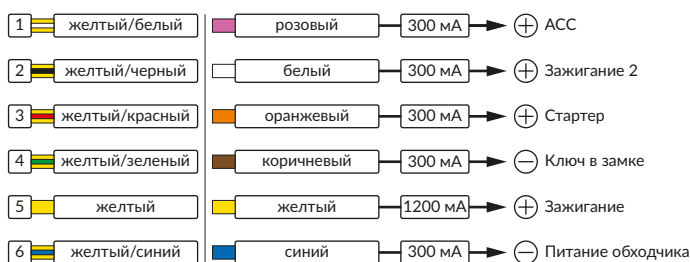 1 желтый/белый розовый 300 мА + ACC
2 желтый/черный белый 300 мА + Зажигание 2
3 желтый/красный оранжевый 300 мА + Стартер
4 желтый/зеленый коричневый 300 мА − Ключ в замке
5 желтый желтый 1200 мА + Зажигание
6 желтый/синий синий 300 мА − Питание обходчика